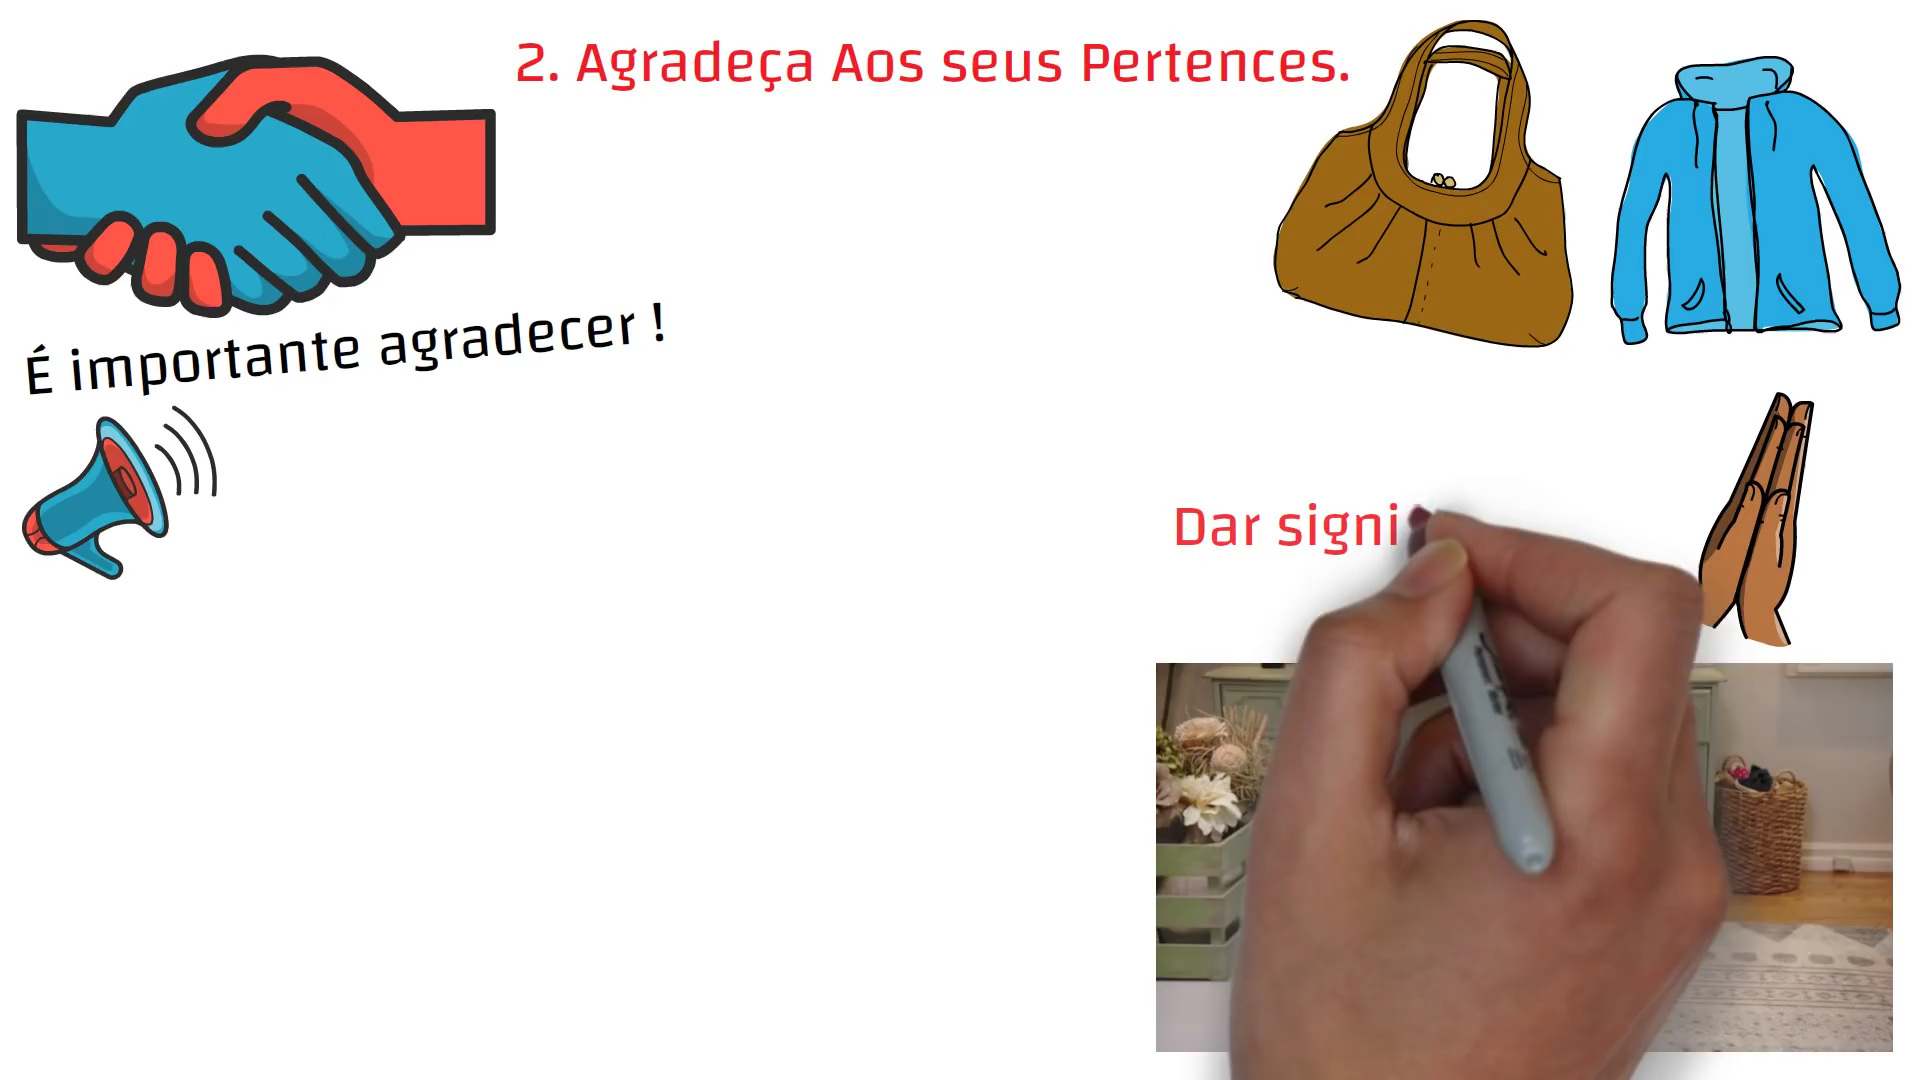 2. Agradeça Aos seus Pertences.
É importante agradecer !
Dar signi